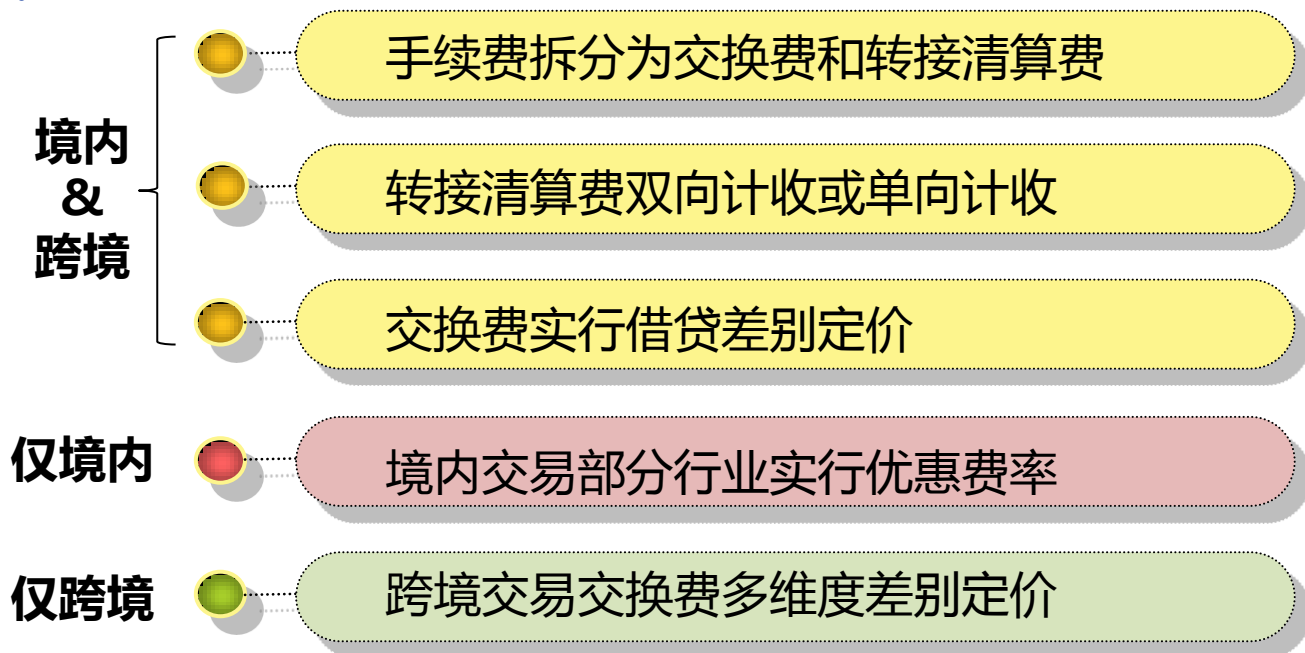 手续费拆分为交换费和转接清算费
境内
&
跨境
转接清算费双向计收或单向计收
交换费实行借贷差别定价
仅境内
境内交易部分行业实行优惠费率
仅跨境
跨境交易交换费多维度差别定价